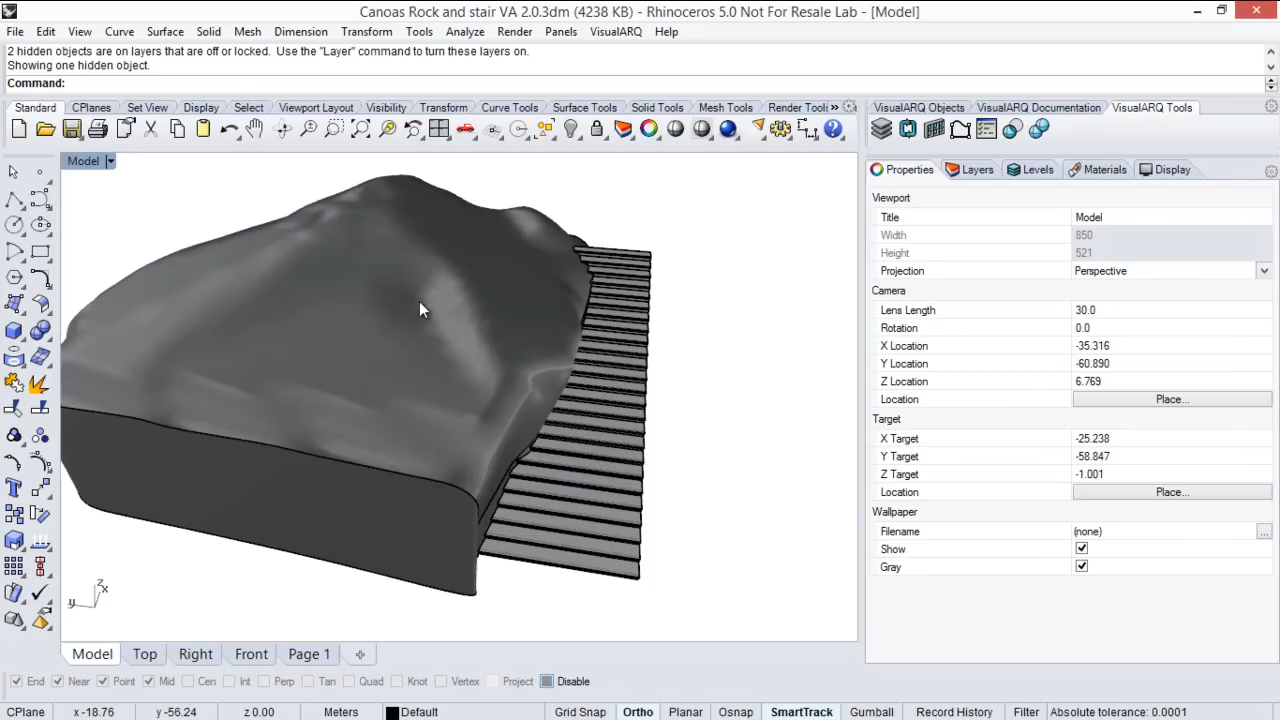 Canoas Rock and stair VA 2.0.3dm (4238 KB) - Rhinoceros 5.0 Not For Resale Lab - [Model]
File Edit View Curve Surface Solid Mesh Dimension Transform Tools Analyze Render Panels VisualARQ Help
2 hidden objects are on layers that are off or locked. Use the "Layer" command to turn these layers on.
Showing one hidden object.
Command:
Standard CPlanes Set View Display Select Viewport Layout Visibility Transform Curve Tools Surface Tools Solid Tools Mesh Tools Render Tools
VisualARQ Objects VisualARQ Documentation VisualARQ Tools
Model
Properties Layers Levels Materials Display
Viewport
Title Model
Width 850
Height 521
Projection Perspective
Camera
Lens Length 30.0
Rotation 0.0
X Location -35.316
Y Location -60.890
Z Location 6.769
Location Place...
Target
X Target -25.238
Y Target -58.847
Z Target -1.001
Location Place...
Wallpaper
Filename (none) ...
Show
Gray
z
x
y
Model Top Right Front Page 1
End Near Point Mid Cen Int Perp Tan Quad Knot Vertex Project Disable
CPlane x -18.76 y -56.24 z 0.00 Meters Default Grid Snap Ortho Planar Osnap SmartTrack Gumball Record History Filter Absolute tolerance: 0.0001